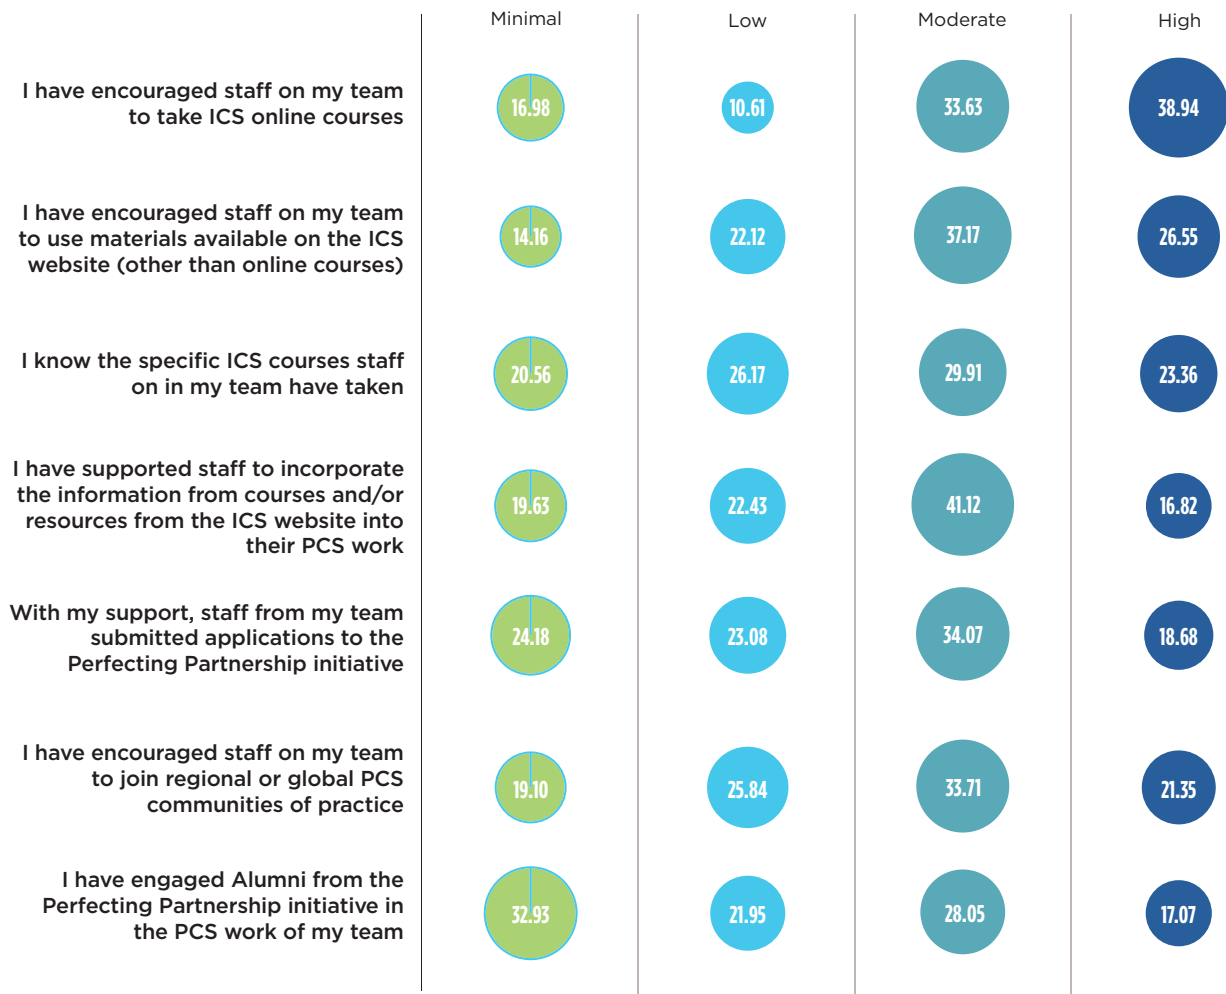 Minimal Low Moderate High
I have encouraged staff on my team
to take ICS online courses
16.98 10.61 33.63 38.94
I have encouraged staff on my team
to use materials available on the ICS
website (other than online courses)
14.16 22.12 37.17 26.55
I know the specific ICS courses staff
on in my team have taken
20.56 26.17 29.91 23.36
I have supported staff to incorporate
the information from courses and/or
resources from the ICS website into
their PCS work
19.63 22.43 41.12 16.82
With my support, staff from my team
submitted applications to the
Perfecting Partnership initiative
24.18 23.08 34.07 18.68
I have encouraged staff on my team
to join regional or global PCS
communities of practice
19.10 25.84 33.71 21.35
I have engaged Alumni from the
Perfecting Partnership initiative in
the PCS work of my team
32.93 21.95 28.05 17.07